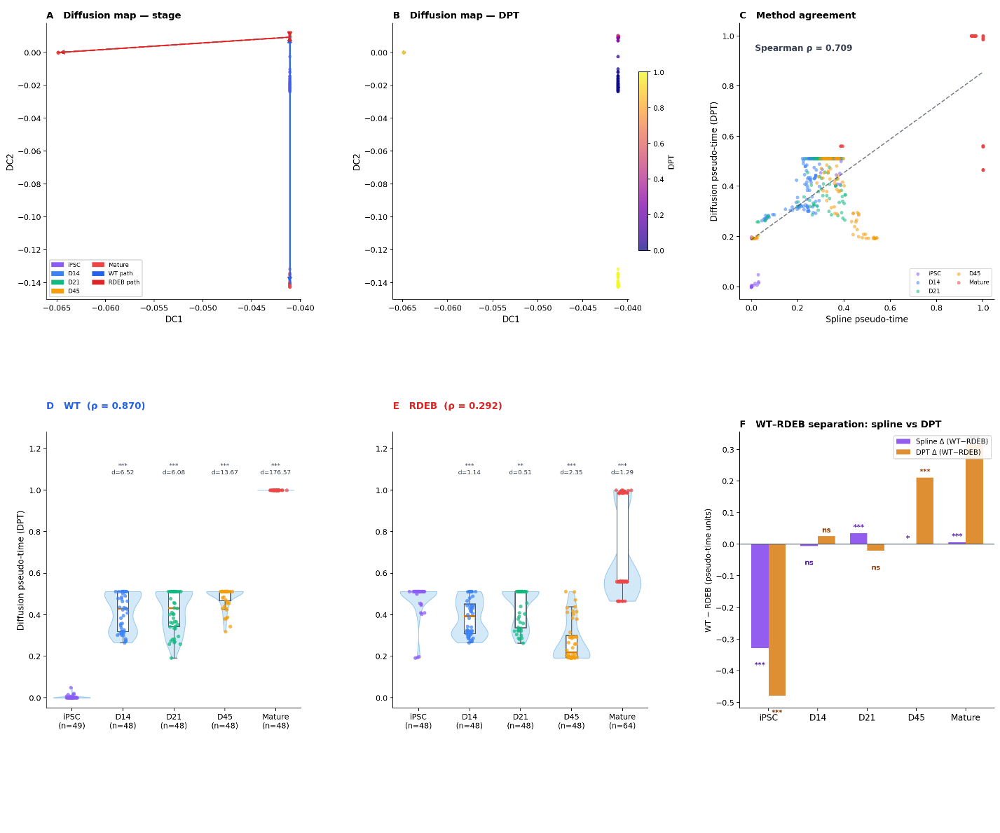 A   Diffusion map — stage
0.00
−0.02
−0.04
−0.06
−0.08
−0.10
−0.12
−0.14
DC2
iPSC
D14
D21
D45
Mature
WT path
RDEB path
−0.065
−0.060
−0.055
−0.050
−0.045
−0.040
DC1
B   Diffusion map — DPT
0.00
−0.02
−0.04
−0.06
−0.08
−0.10
−0.12
−0.14
DC2
−0.065
−0.060
−0.055
−0.050
−0.045
−0.040
DC1
1.0
0.8
0.6
0.4
0.2
0.0
DPT
C   Method agreement
Spearman ρ = 0.709
1.0
0.8
0.6
0.4
0.2
0.0
Diffusion pseudo-time (DPT)
iPSC
D14
D21
D45
Mature
0.0
0.2
0.4
0.6
0.8
1.0
Spline pseudo-time
D   WT  (ρ = 0.870)
1.2
1.0
0.8
0.6
0.4
0.2
0.0
Diffusion pseudo-time (DPT)
***
d=6.52
***
d=6.08
***
d=13.67
***
d=176.57
iPSC
(n=49)
D14
(n=48)
D21
(n=48)
D45
(n=48)
Mature
(n=48)
E   RDEB  (ρ = 0.292)
1.2
1.0
0.8
0.6
0.4
0.2
0.0
***
d=1.14
**
d=0.51
***
d=2.35
***
d=1.29
iPSC
(n=48)
D14
(n=48)
D21
(n=48)
D45
(n=48)
Mature
(n=64)
F   WT–RDEB separation: spline vs DPT
Spline Δ (WT−RDEB)
DPT Δ (WT−RDEB)
0.3
0.2
0.1
0.0
−0.1
−0.2
−0.3
−0.4
−0.5
WT − RDEB (pseudo-time units)
***
***
ns
ns
***
ns
*
***
***
iPSC
D14
D21
D45
Mature